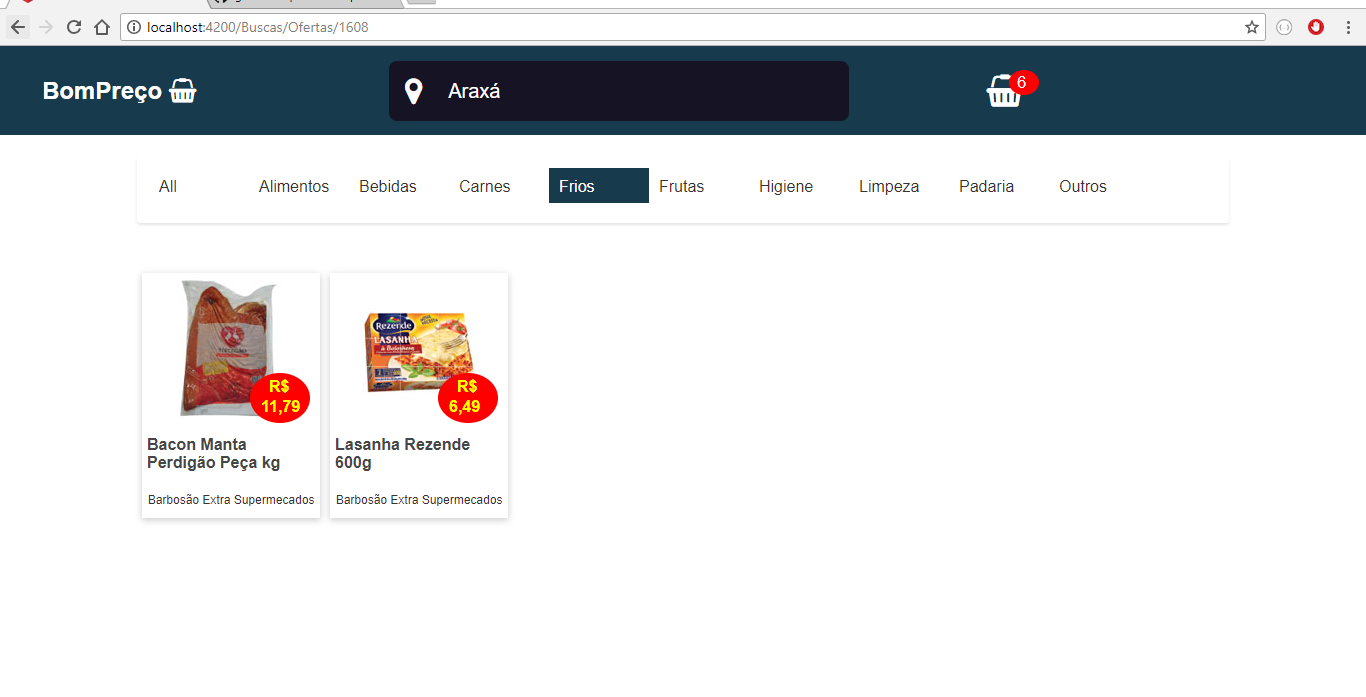 localhost:4200/Buscas/Ofertas/1608
BomPreço
Araxá
6
All Alimentos Bebidas Carnes Frios Frutas Higiene Limpeza Padaria Outros
Rezende
LASANHA
à Bolonhesa
R$
11,79
R$
6,49
Bacon Manta
Perdigão Peça kg
Lasanha Rezende
600g
Barbosão Extra Supermecados
Barbosão Extra Supermecados